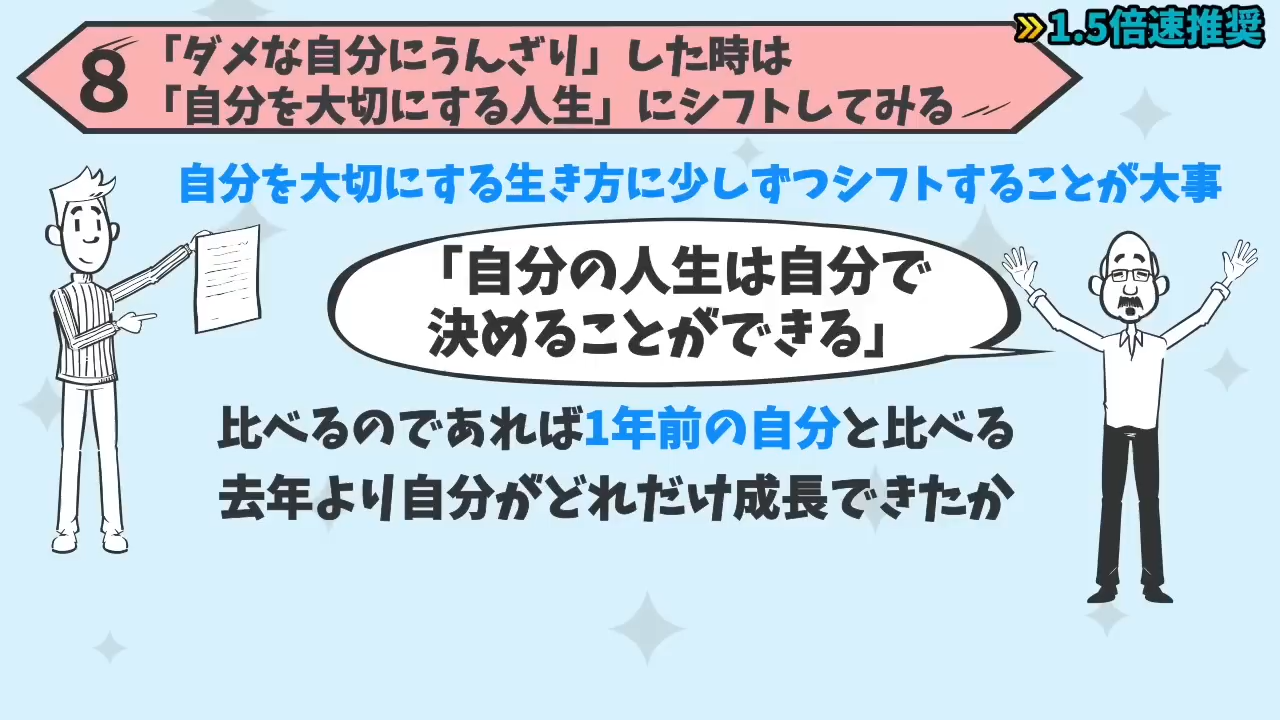 1.5倍速推奨
8
「ダメな自分にうんざり」した時は
「自分を大切にする人生」にシフトしてみる
自分を大切にする生き方に少しずつシフトすることが大事
「自分の人生は自分で
決めることができる」
比べるのであれば1年前の自分と比べる
去年より自分がどれだけ成長できたか